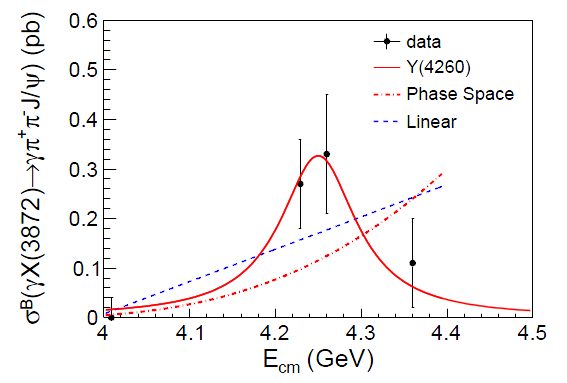 σᴮ(γX(3872)→γπ⁺π⁻J/ψ) (pb)
0.6
0.5
0.4
0.3
0.2
0.1
0
data
Y(4260)
Phase Space
Linear
4 4.1 4.2 4.3 4.4 4.5
E_cm (GeV)